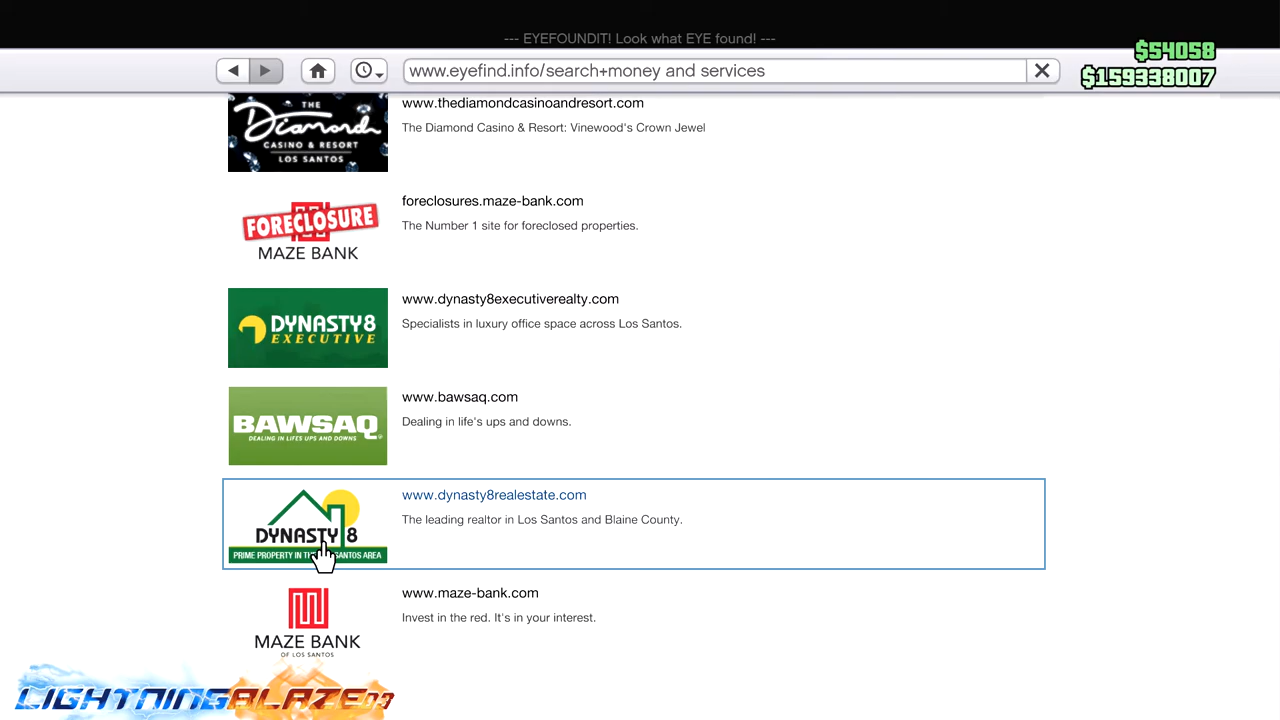 --- EYEFOUNDIT! Look what EYE found! ---
$54058
$159338007
www.eyefind.info/search+money and services
THE
Diamond
CASINO & RESORT
LOS SANTOS
www.thediamondcasinoandresort.com
The Diamond Casino & Resort: Vinewood's Crown Jewel
FORECLOSURE
MAZE BANK
foreclosures.maze-bank.com
The Number 1 site for foreclosed properties.
DYNASTY8
EXECUTIVE
www.dynasty8executiverealty.com
Specialists in luxury office space across Los Santos.
BAWSAQ
DEALING IN LIFE'S UPS AND DOWNS
www.bawsaq.com
Dealing in life's ups and downs.
DYNASTY 8
PRIME PROPERTY IN SANTOS AREA
www.dynasty8realestate.com
The leading realtor in Los Santos and Blaine County.
MAZE BANK
OF LOS SANTOS
www.maze-bank.com
Invest in the red. It's in your interest.
LIGHTNINGBLAZE93